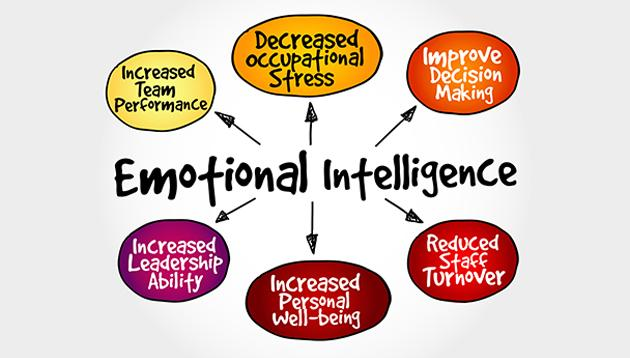 Increased
Team
Performance
Decreased
Occupational
Stress
Improve
Decision
Making
Emotional Intelligence
Increased
Leadership
Ability
Increased
Personal
Well-being
Reduced
Staff
Turnover